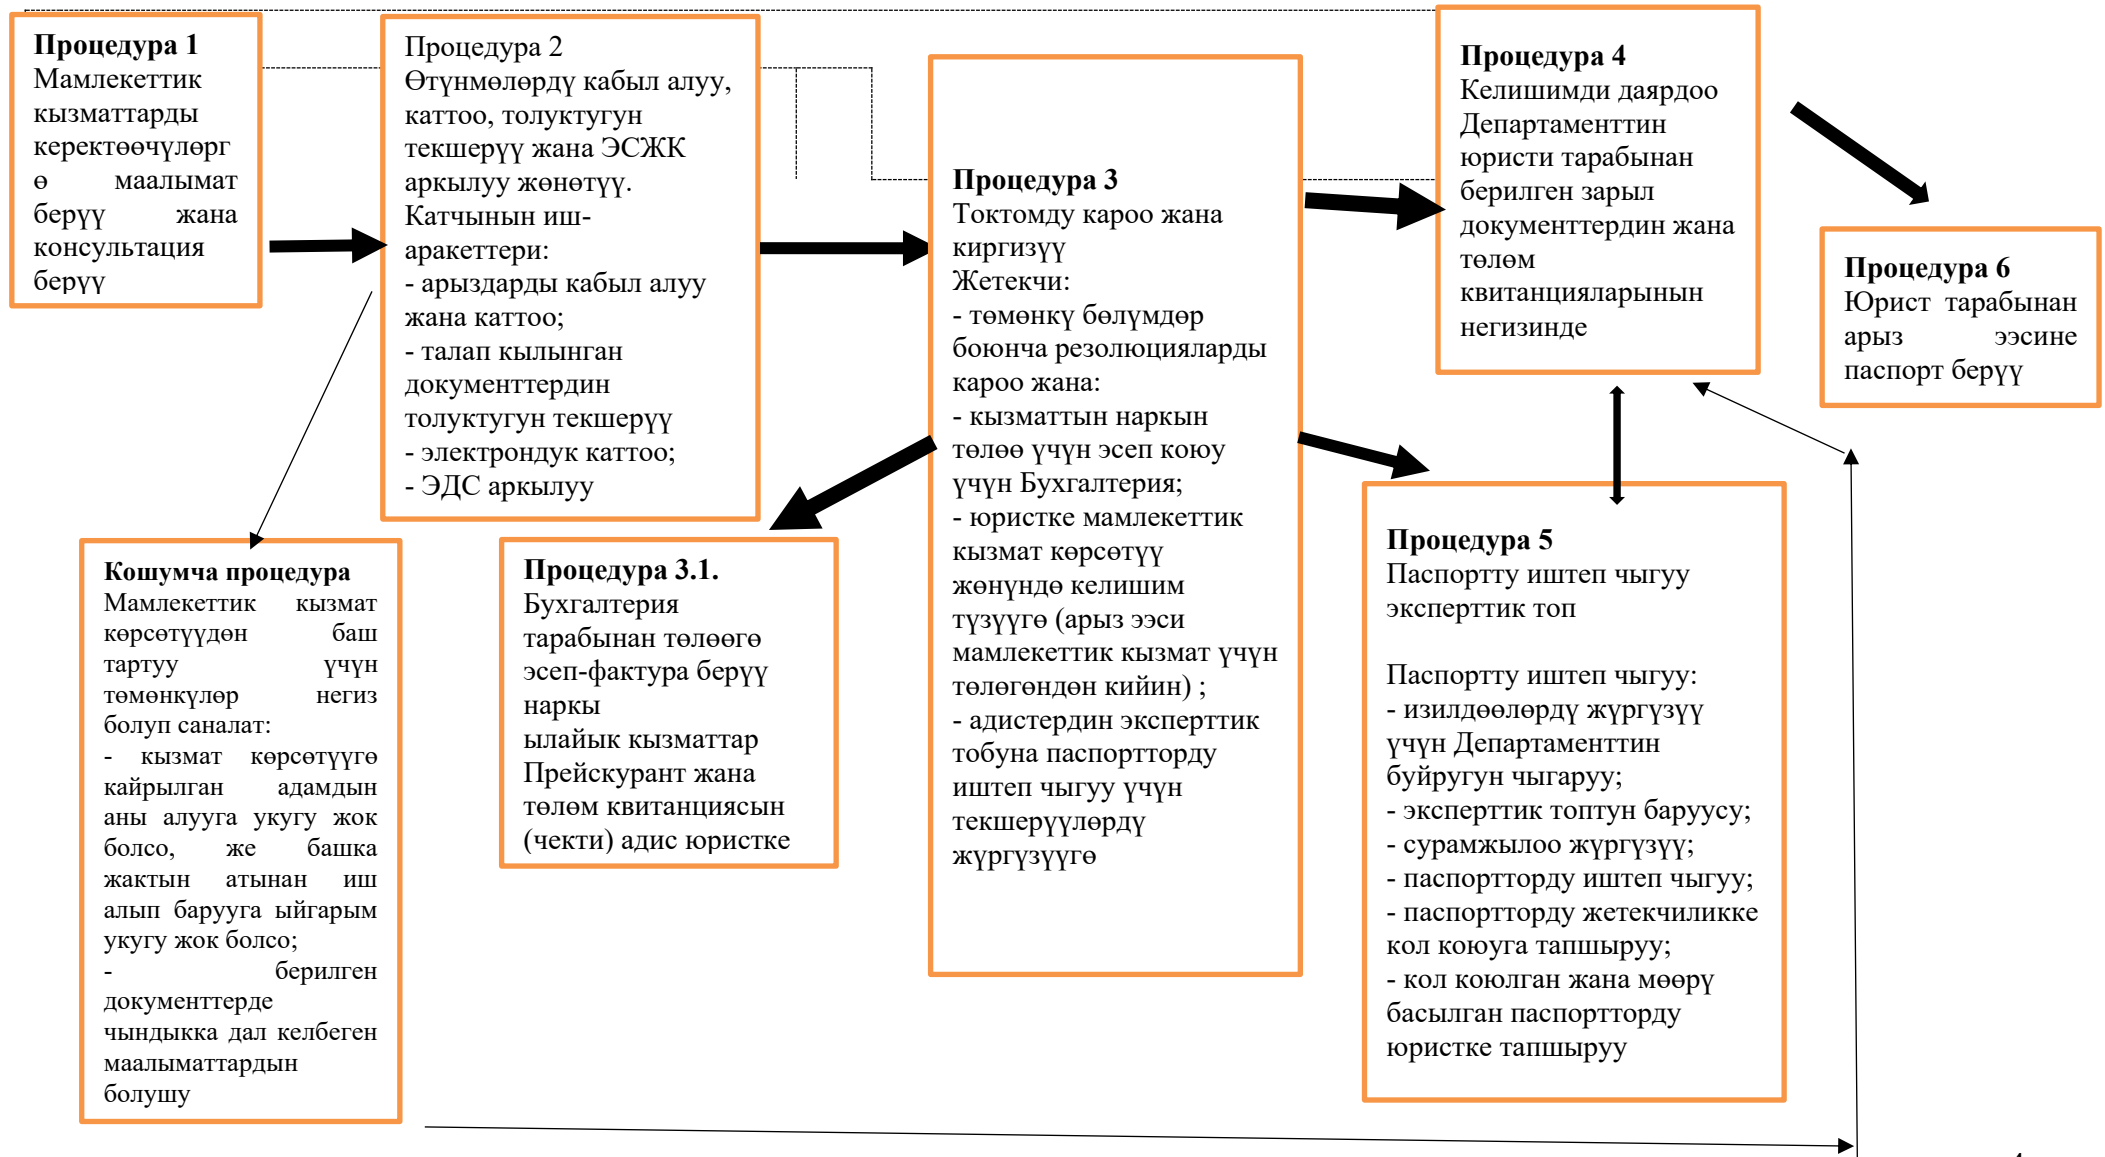 Процедура 1
Мамлекеттик
кызматтарды
керектөөчүлөрг
ө маалымат
берүү жана
консультация
берүү
Процедура 2
Өтүнмөлөрдү кабыл алуу,
каттоо, толуктугун
текшерүү жана ЭСЖК
аркылуу жөнөтүү.
Катчынын иш-
аракеттери:
- арыздарды кабыл алуу
жана каттоо;
- талап кылынган
документтердин
толуктугун текшерүү
- электрондук каттоо;
- ЭДС аркылуу
Процедура 3
Токтомду кароо жана
киргизүү
Жетекчи:
- төмөнкү бөлүмдөр
боюнча резолюцияларды
кароо жана:
- кызматтын наркын
төлөө үчүн эсеп коюу
үчүн Бухгалтерия;
- юристке мамлекеттик
кызмат көрсөтүү
жөнүндө келишим
түзүүгө (арыз ээси
мамлекеттик кызмат үчүн
төлөгөндөн кийин) ;
- адистердин эксперттик
тобуна паспортторду
иштеп чыгуу үчүн
текшерүүлөрдү
жүргүзүүгө
Процедура 4
Келишимди даярдоо
Департаменттин
юристи тарабынан
берилген зарыл
документтердин жана
төлөм
квитанцияларынын
негизинде
Процедура 6
Юрист тарабынан
арыз ээсине
паспорт берүү
Кошумча процедура
Мамлекеттик кызмат
көрсөтүүдөн баш
тартуу үчүн
төмөнкүлөр негиз
болуп саналат:
- кызмат көрсөтүүгө
кайрылган адамдын
аны алууга укугу жок
болсо, же башка
жактын атынан иш
алып барууга ыйгарым
укугу жок болсо;
- берилген
документтерде
чындыкка дал келбеген
маалыматтардын
болушу
Процедура 3.1.
Бухгалтерия
тарабынан төлөөгө
эсеп-фактура берүү
наркы
ылайык кызматтар
Прейскурант жана
төлөм квитанциясын
(чекти) адис юристке
Процедура 5
Паспортту иштеп чыгуу
эксперттик топ
Паспортту иштеп чыгуу:
- изилдөөлөрдү жүргүзүү
үчүн Департаменттин
буйругун чыгаруу;
- эксперттик топтун баруусу;
- сурамжылоо жүргүзүү;
- паспортторду иштеп чыгуу;
- паспортторду жетекчиликке
кол коюуга тапшыруу;
- кол коюлган жана мөөрү
басылган паспортторду
юристке тапшыруу